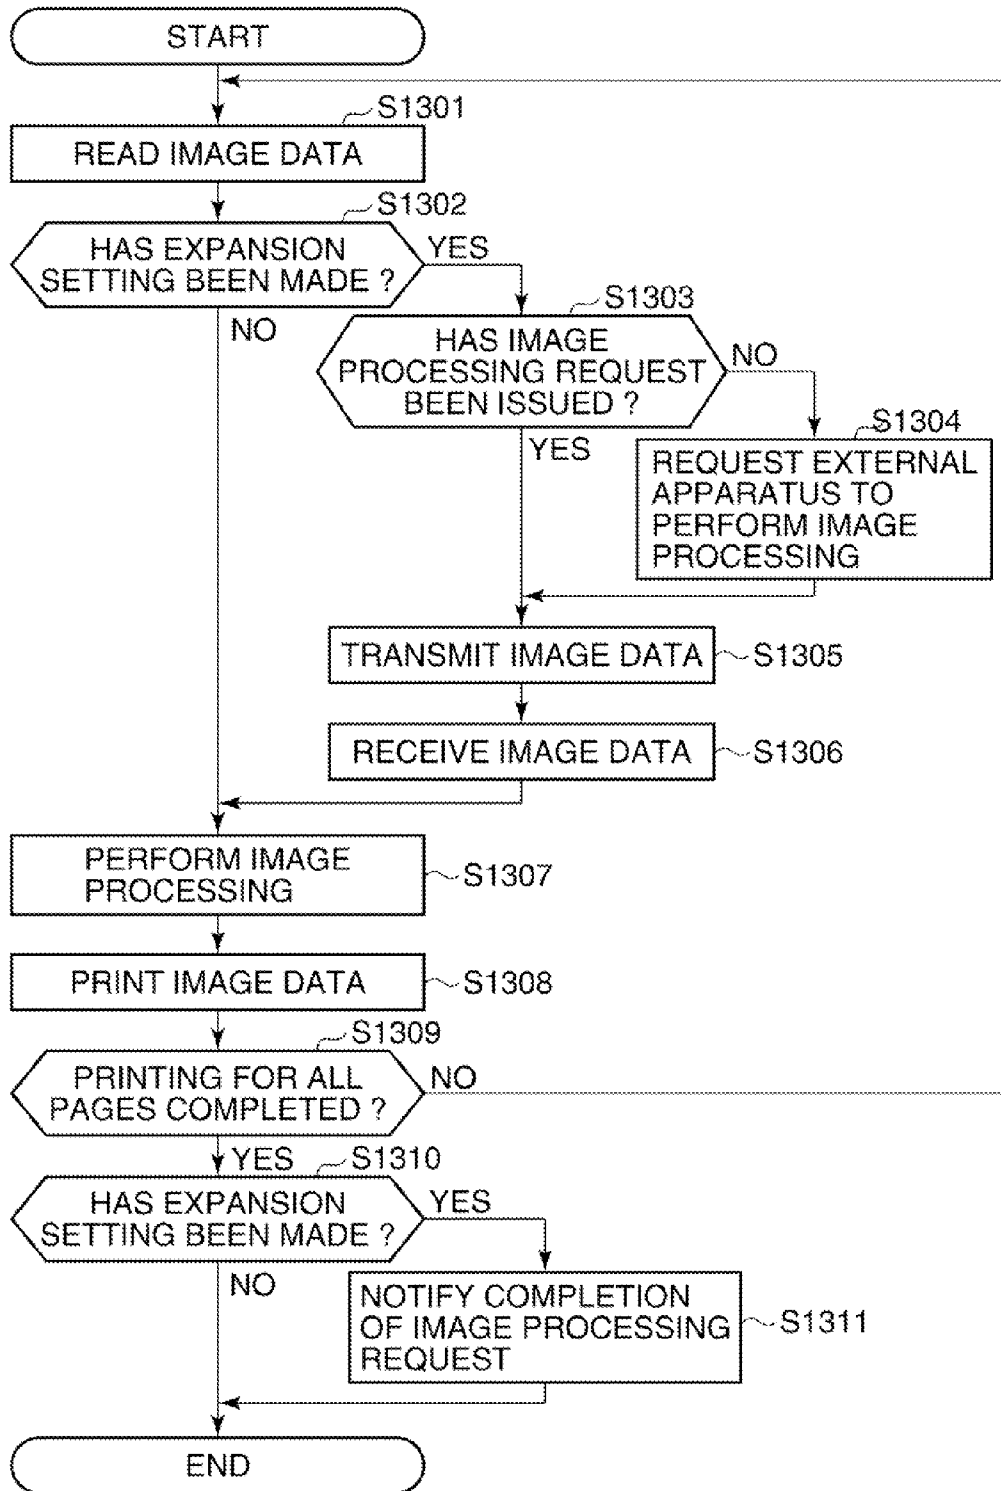 START
S1301
READ IMAGE DATA
S1302
HAS EXPANSION
SETTING BEEN MADE ?
YES
NO
S1303
HAS IMAGE
PROCESSING REQUEST
BEEN ISSUED ?
NO
YES
S1304
REQUEST EXTERNAL
APPARATUS TO
PERFORM IMAGE
PROCESSING
TRANSMIT IMAGE DATA
S1305
RECEIVE IMAGE DATA
S1306
PERFORM IMAGE
PROCESSING
S1307
PRINT IMAGE DATA
S1308
S1309
PRINTING FOR ALL
PAGES COMPLETED ?
NO
YES
S1310
HAS EXPANSION
SETTING BEEN MADE ?
YES
NO
NOTIFY COMPLETION
OF IMAGE PROCESSING
REQUEST
S1311
END